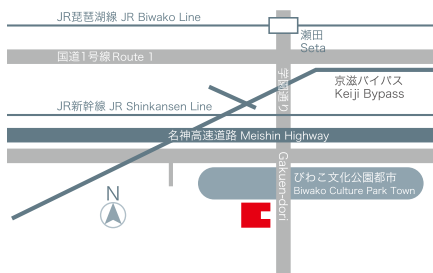 JR琵琶湖線 JR Biwako Line
瀬田
Seta
国道1号線 Route 1
学園通り
京滋バイパス
Keiji Bypass
JR新幹線 JR Shinkansen Line
名神高速道路 Meishin Highway
Gakuen-dori
びわこ文化公園都市
Biwako Culture Park Town
N